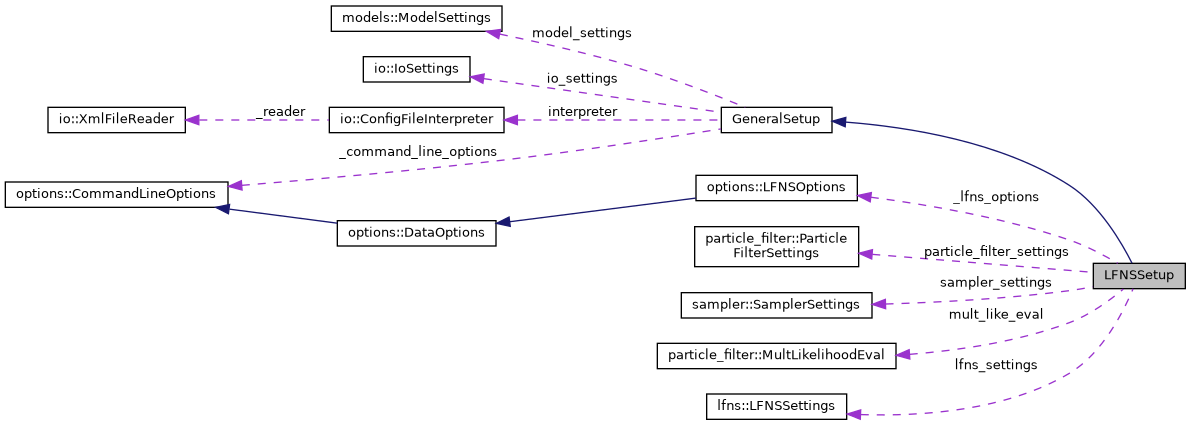 models::ModelSettings
model_settings
io::IoSettings
io_settings
io::XmlFileReader
_reader
io::ConfigFileInterpreter
interpreter
GeneralSetup
_command_line_options
options::CommandLineOptions
options::LFNSOptions
_lfns_options
options::DataOptions
particle_filter::Particle
FilterSettings
particle_filter_settings
LFNSSetup
sampler_settings
sampler::SamplerSettings
mult_like_eval
particle_filter::MultLikelihoodEval
lfns_settings
lfns::LFNSSettings